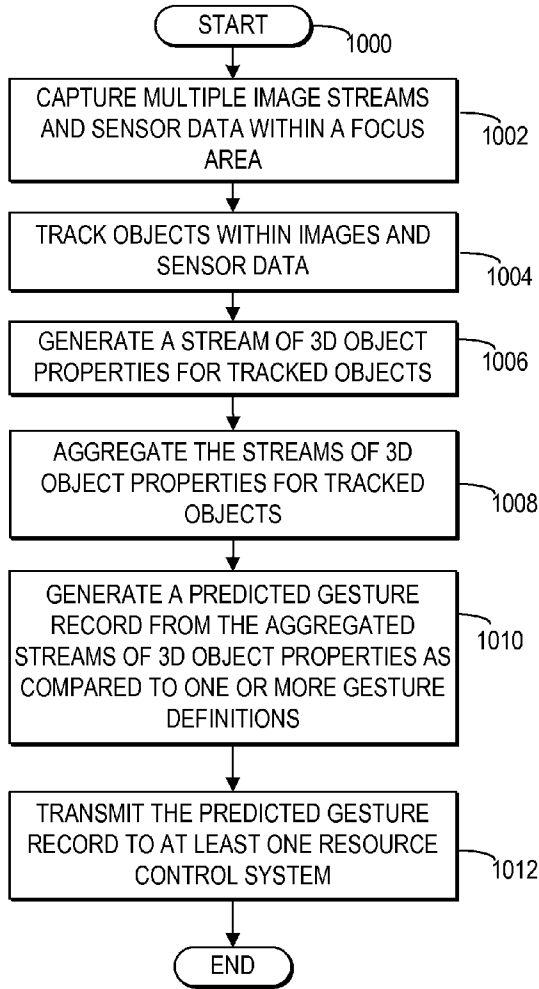 START
1000
CAPTURE MULTIPLE IMAGE STREAMS
AND SENSOR DATA WITHIN A FOCUS
AREA
1002
TRACK OBJECTS WITHIN IMAGES AND
SENSOR DATA
1004
GENERATE A STREAM OF 3D OBJECT
PROPERTIES FOR TRACKED OBJECTS
1006
AGGREGATE THE STREAMS OF 3D
OBJECT PROPERTIES FOR TRACKED
OBJECTS
1008
GENERATE A PREDICTED GESTURE
RECORD FROM THE AGGREGATED
STREAMS OF 3D OBJECT PROPERTIES AS
COMPARED TO ONE OR MORE GESTURE
DEFINITIONS
1010
TRANSMIT THE PREDICTED GESTURE
RECORD TO AT LEAST ONE RESOURCE
CONTROL SYSTEM
1012
END